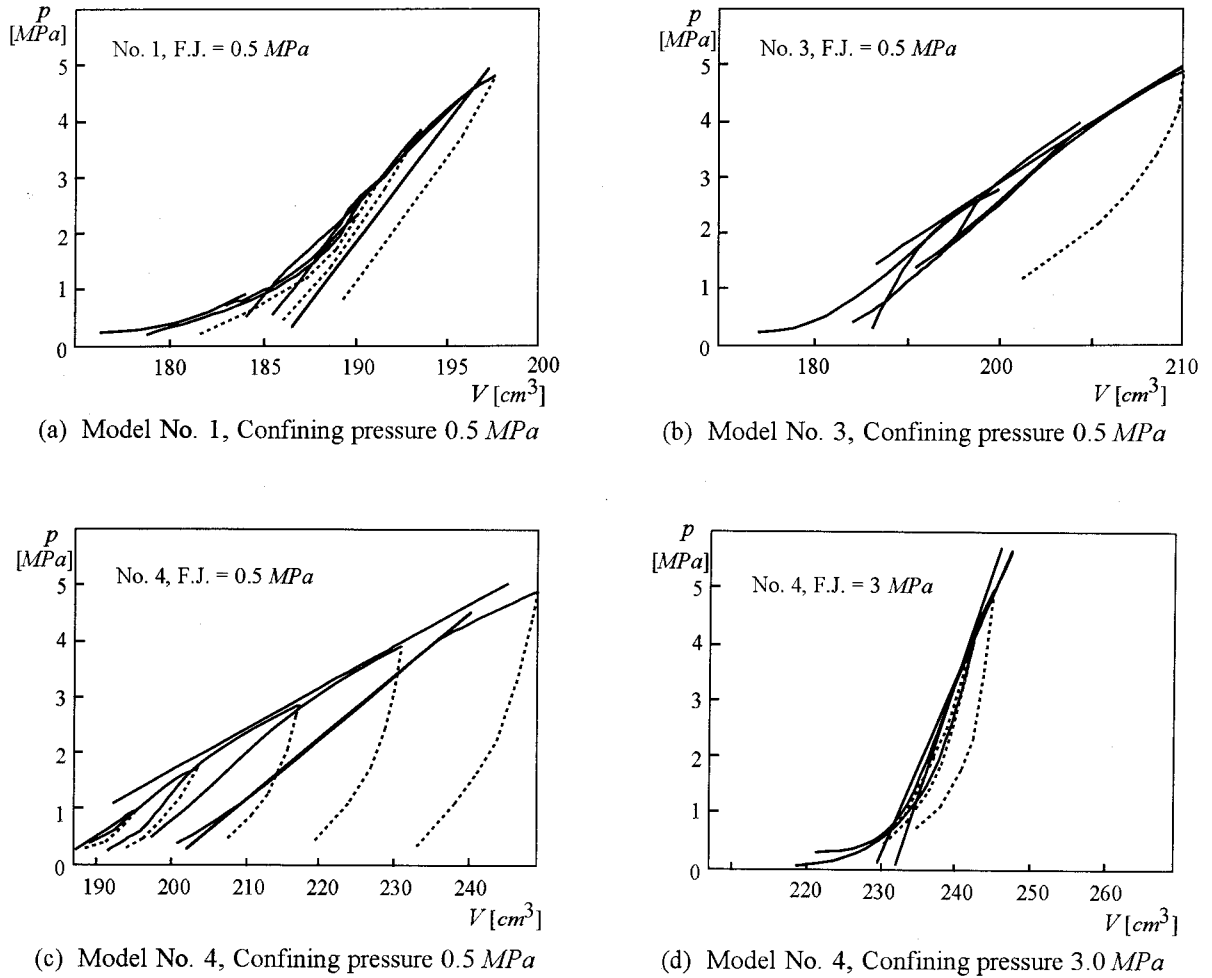 p
[MPa]
No. 1, F.J. = 0.5 MPa
5
4
3
2
1
0
180 185 190 195 200
V [cm³]
(a) Model No. 1, Confining pressure 0.5 MPa
p
[MPa]
No. 3, F.J. = 0.5 MPa
5
4
3
2
1
0
180 200 210
V [cm³]
(b) Model No. 3, Confining pressure 0.5 MPa
p
[MPa]
No. 4, F.J. = 0.5 MPa
5
4
3
2
1
0
190 200 210 220 230 240
V [cm³]
(c) Model No. 4, Confining pressure 0.5 MPa
p
[MPa]
No. 4, F.J. = 3 MPa
5
4
3
2
1
0
220 230 240 250 260
V [cm³]
(d) Model No. 4, Confining pressure 3.0 MPa